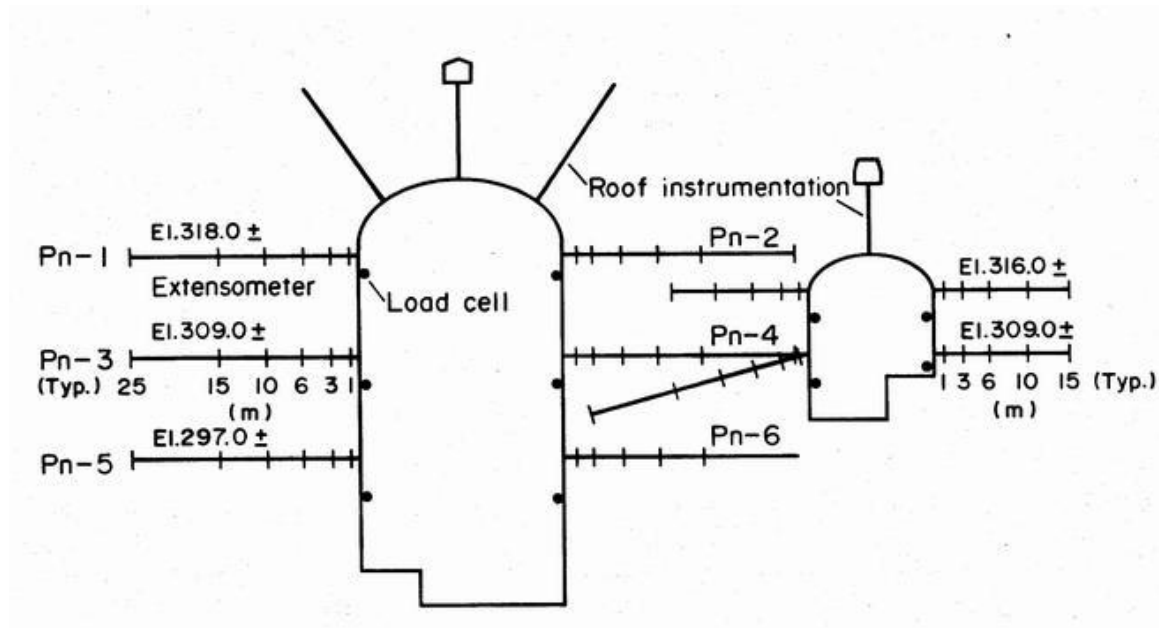 Roof instrumentation
El.318.0 ±
Pn-1
Pn-2
Extensometer
Load cell
El.316.0 ±
El.309.0 ±
Pn-3
Pn-4
El.309.0 ±
(Typ.) 25 15 10 6 3 1
(m)
1 3 6 10 15 (Typ.)
(m)
El.297.0 ±
Pn-5
Pn-6